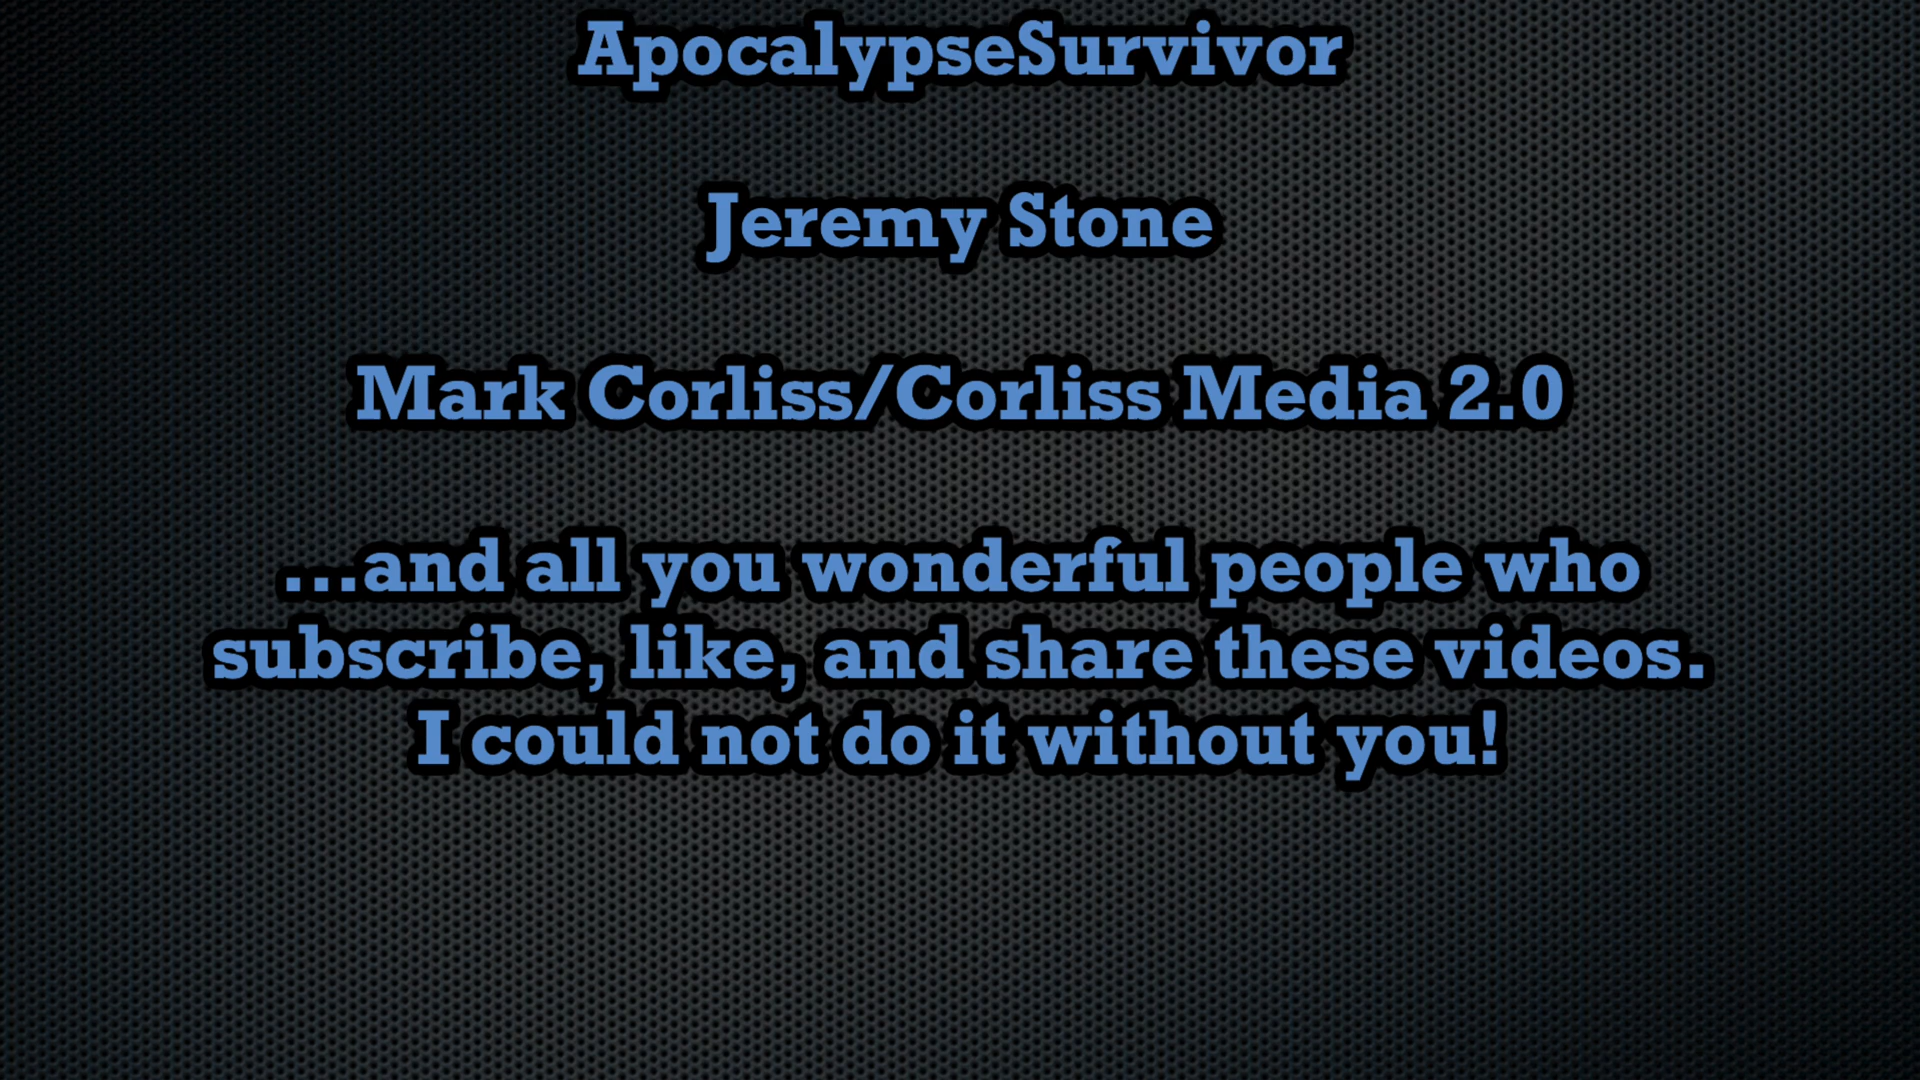 ApocalypseSurvivor
Jeremy Stone
Mark Corliss/Corliss Media 2.0
...and all you wonderful people who
subscribe, like, and share these videos.
I could not do it without you!